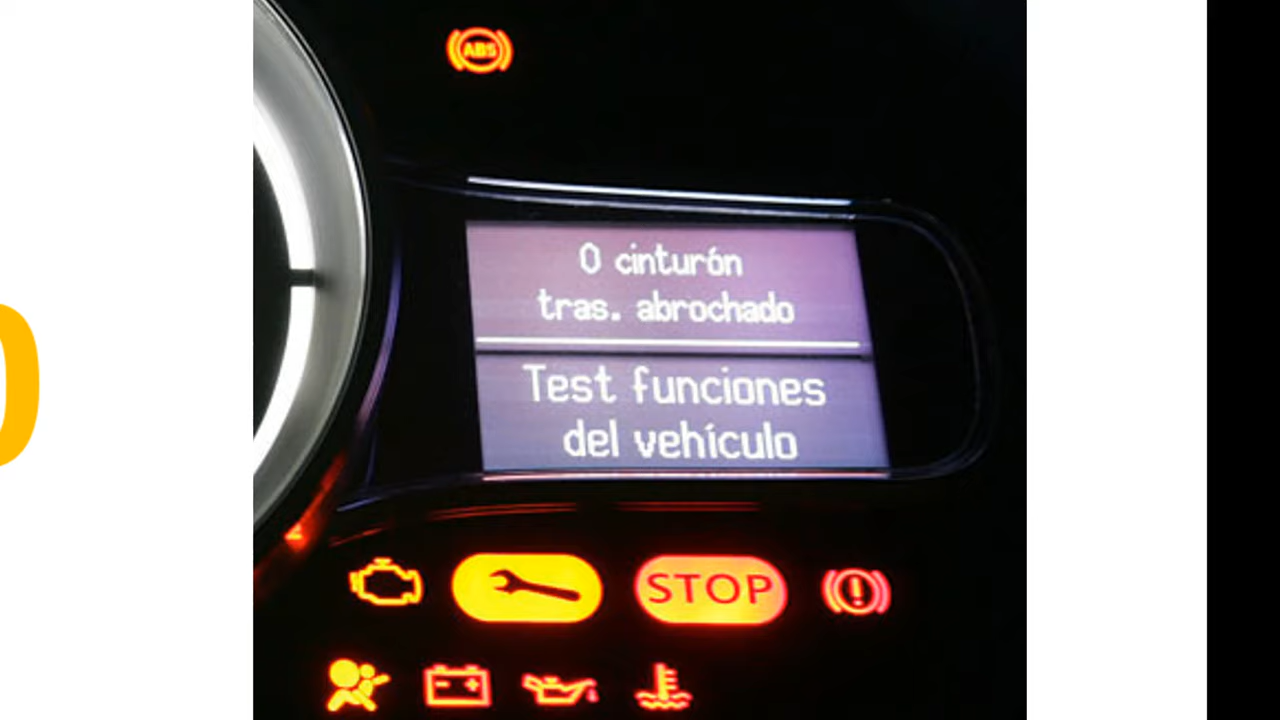 ABS
0 cinturón
tras. abrochado
Test funciones
del vehículo
STOP